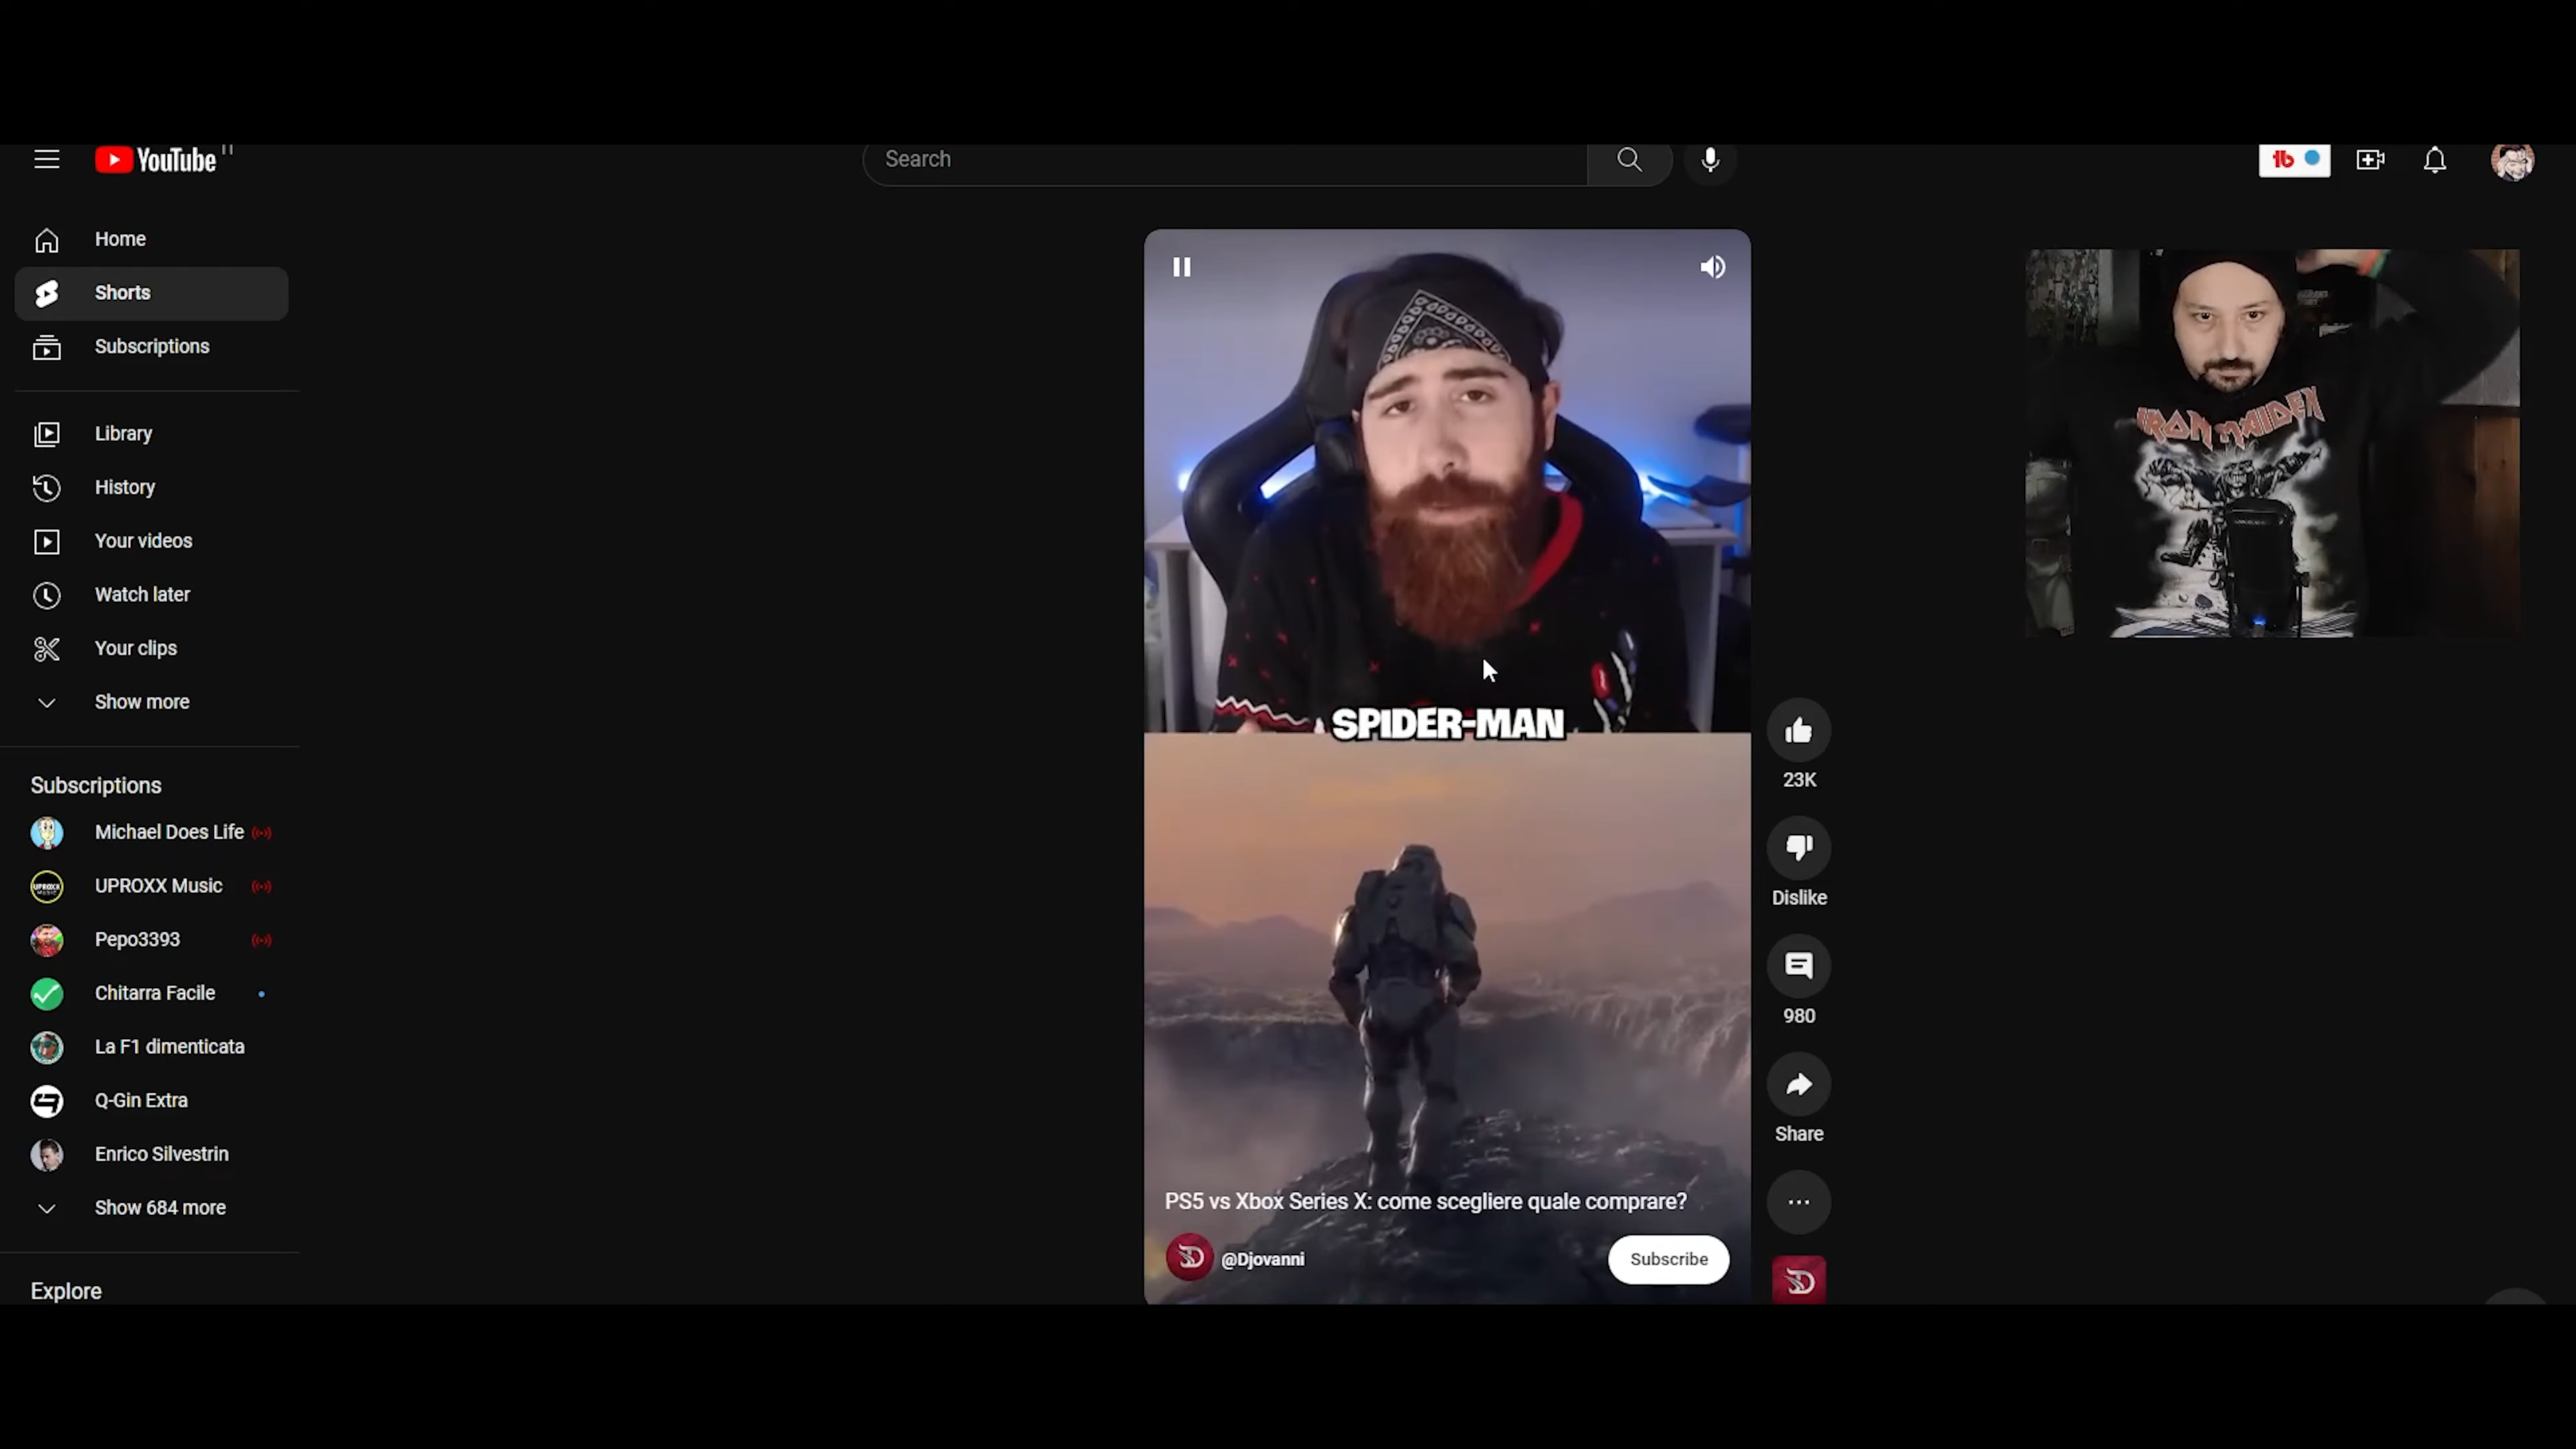 YouTube IT
Search
Home
Shorts
Subscriptions
Library
History
Your videos
Watch later
Your clips
Show more
Subscriptions
Michael Does Life
UPROXX Music
Pepo3393
Chitarra Facile
La F1 dimenticata
Q-Gin Extra
Enrico Silvestrin
Show 684 more
Explore
SPIDER-MAN
PS5 vs Xbox Series X: come scegliere quale comprare?
@Djovanni
Subscribe
23K
Dislike
980
Share
tb
IRON MAIDEN